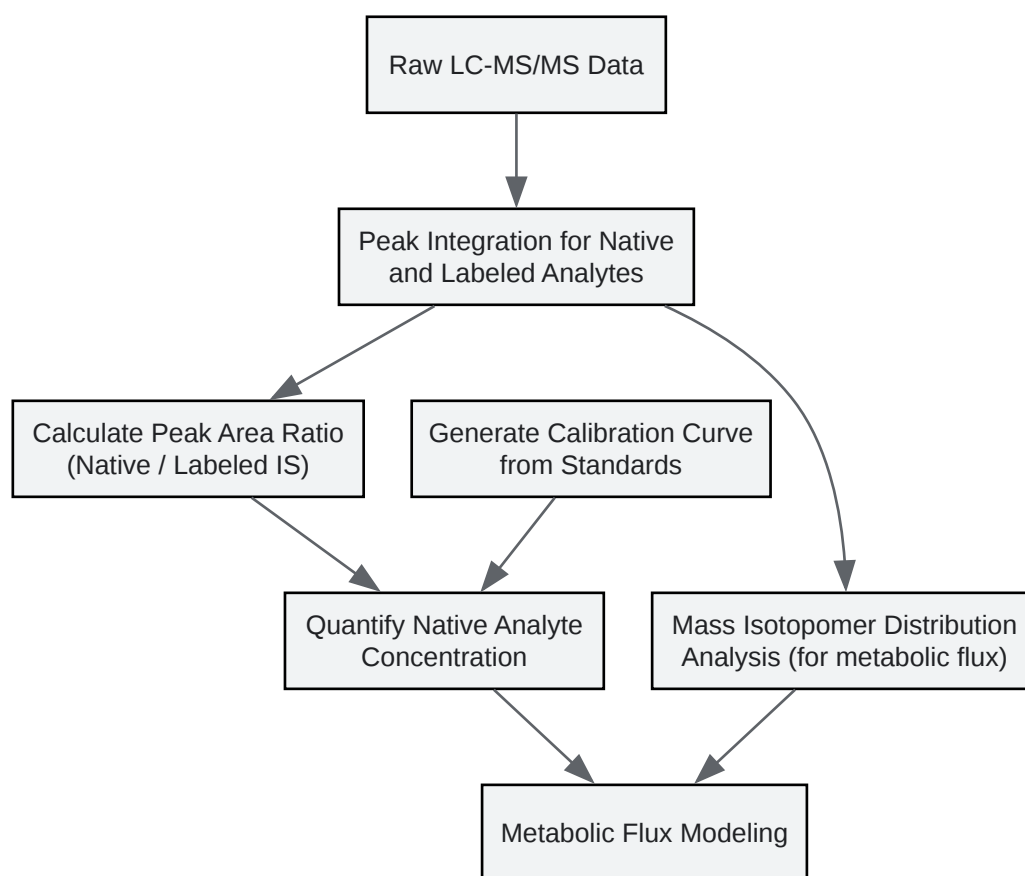 Raw LC-MS/MS Data
Peak Integration for Native
and Labeled Analytes
Calculate Peak Area Ratio
(Native / Labeled IS)
Generate Calibration Curve
from Standards
Quantify Native Analyte
Concentration
Mass Isotopomer Distribution
Analysis (for metabolic flux)
Metabolic Flux Modeling